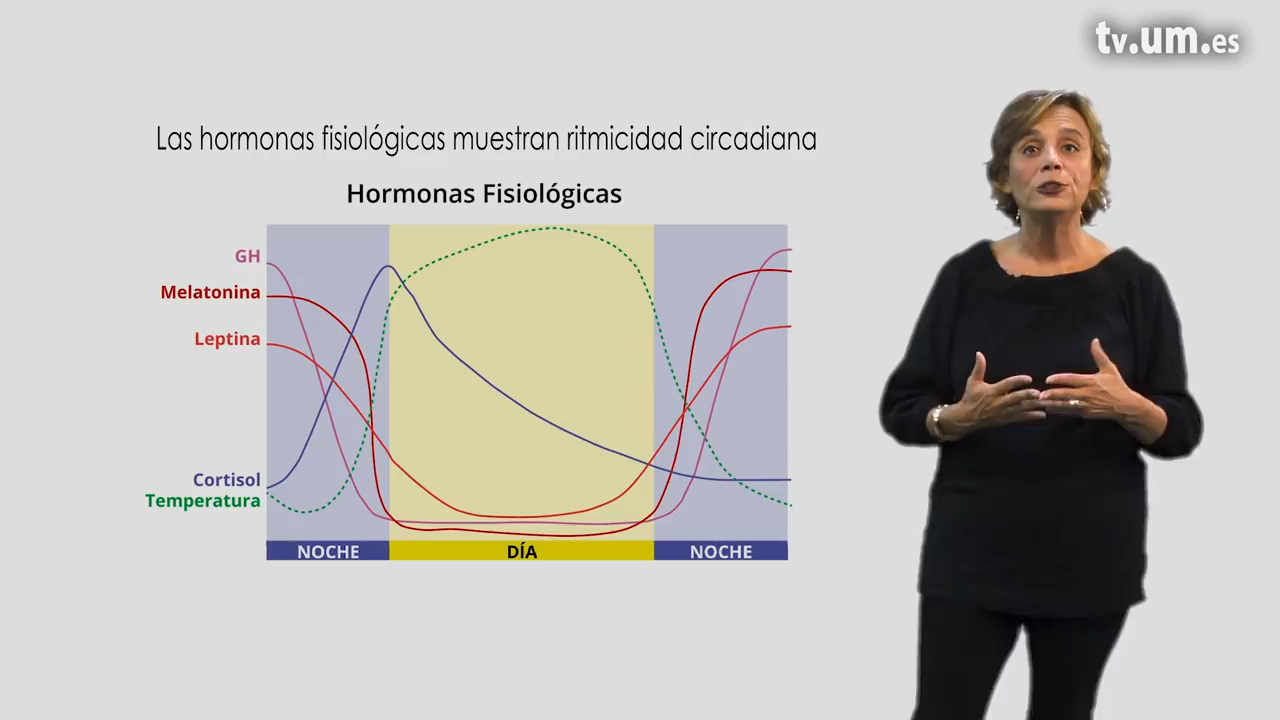 tv.um.es
Las hormonas fisiológicas muestran ritmicidad circadiana
Hormonas Fisiológicas
GH
Melatonina
Leptina
Cortisol
Temperatura
NOCHE
DÍA
NOCHE